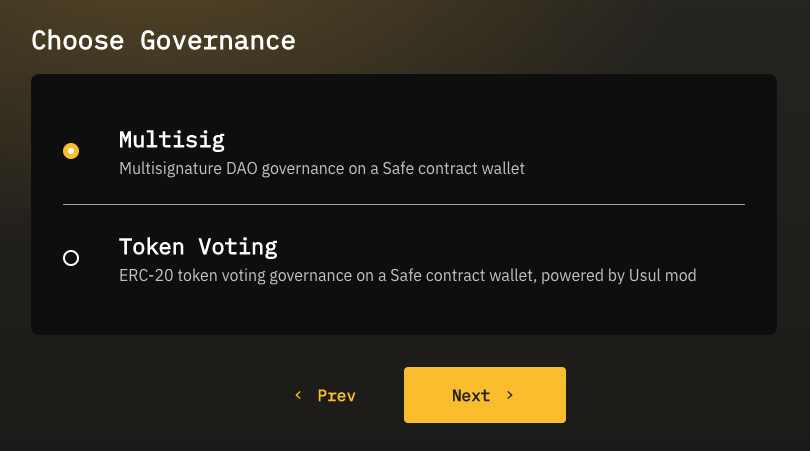 Choose Governance
Multisig
Multisignature DAO governance on a Safe contract wallet
Token Voting
ERC-20 token voting governance on a Safe contract wallet, powered by Usul mod
Prev
Next